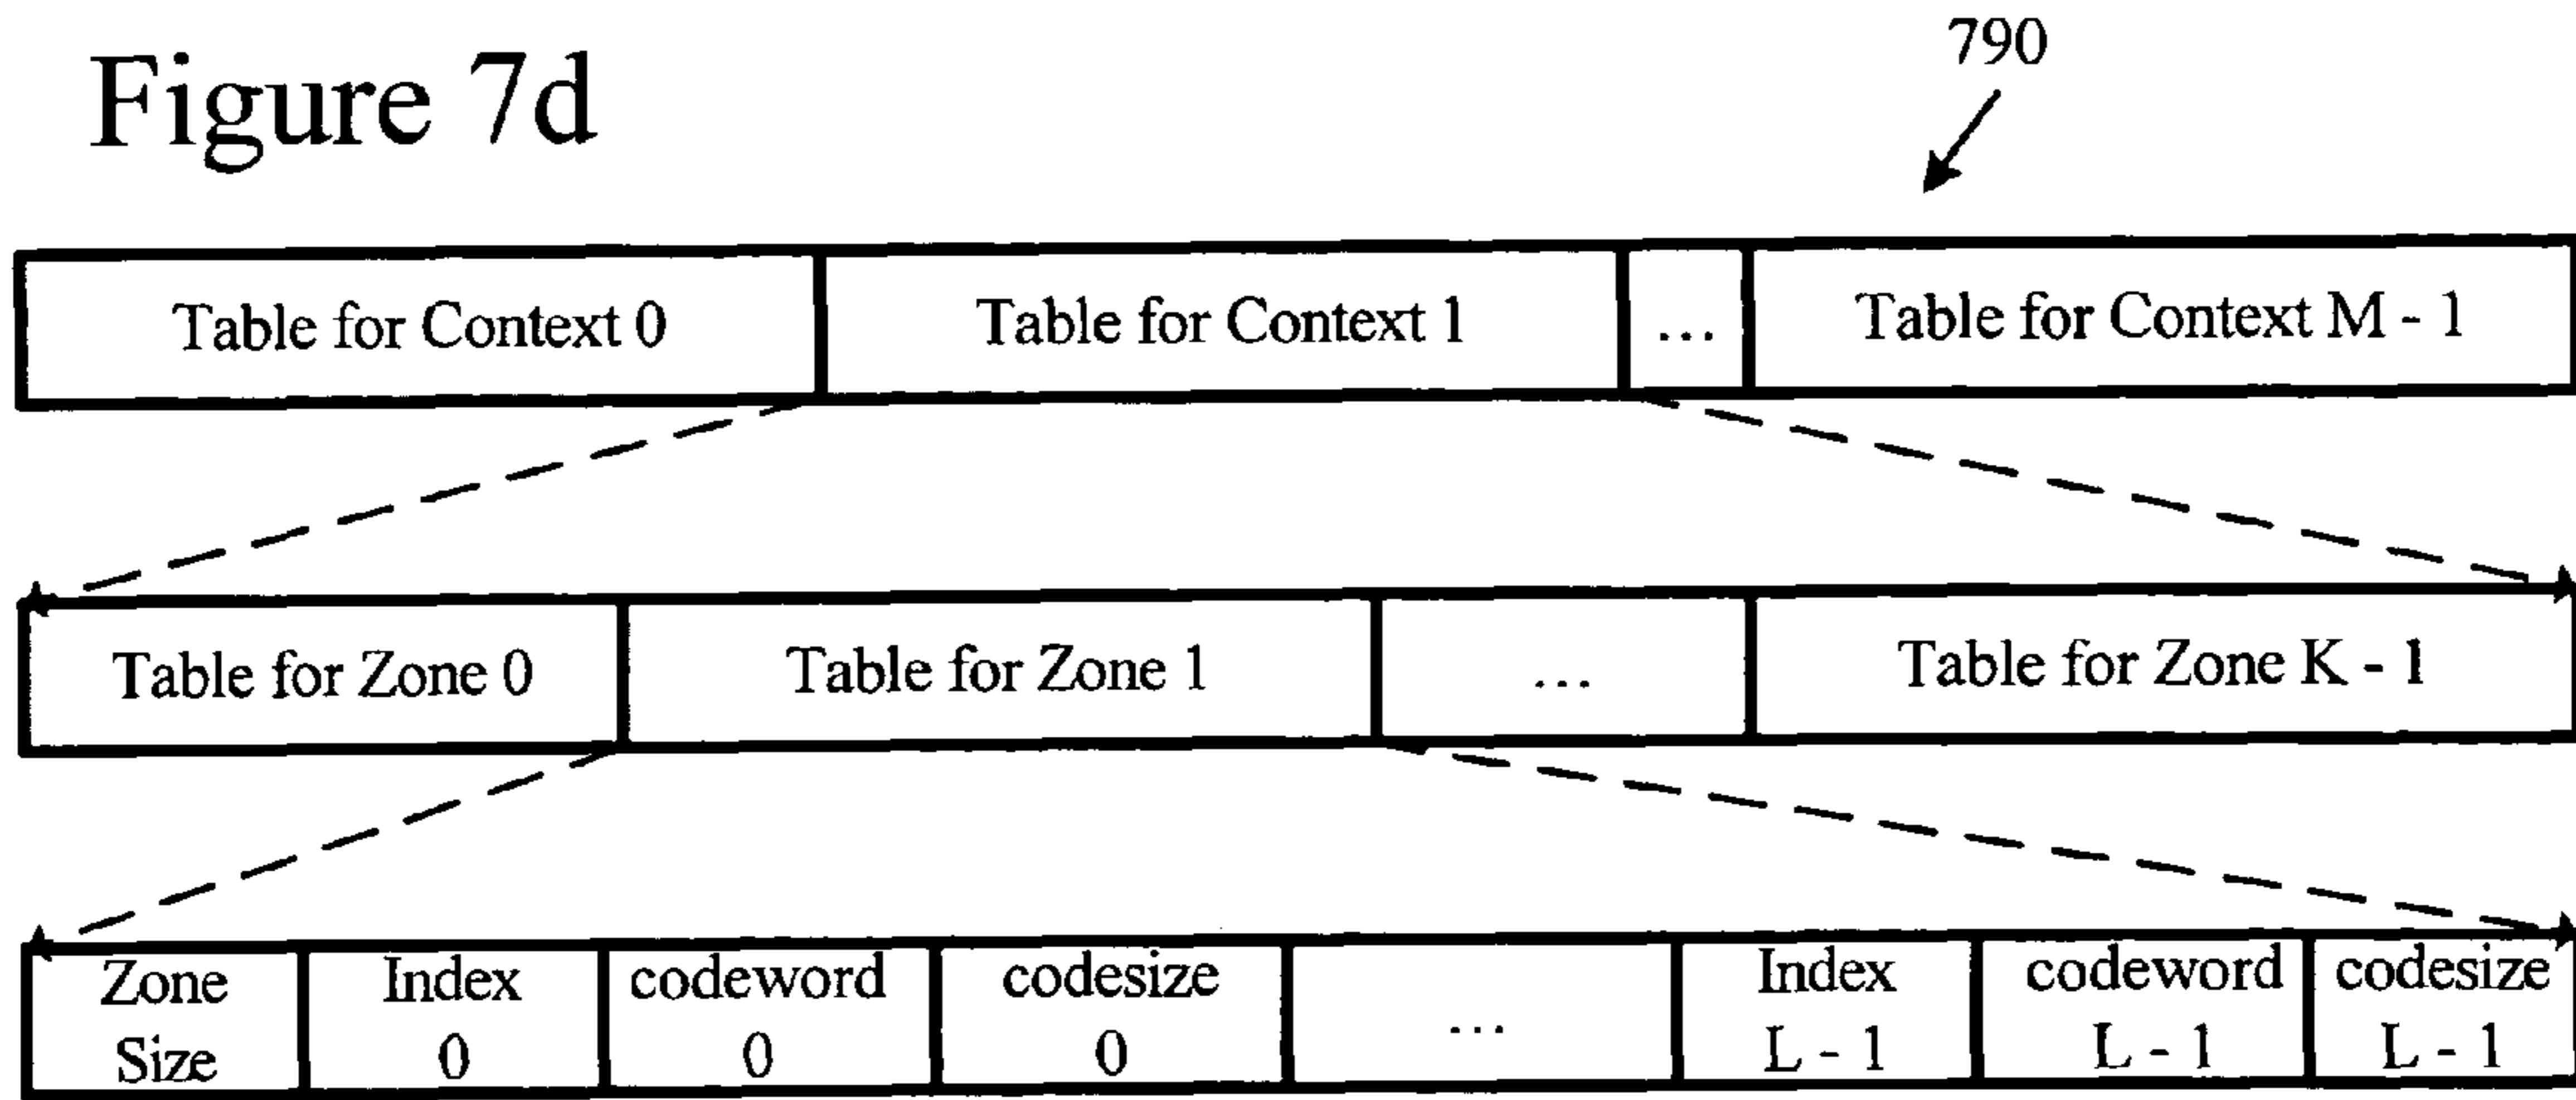 Figure 7d
790
Table for Context 0 Table for Context 1 ... Table for Context M - 1
Table for Zone 0 Table for Zone 1 ... Table for Zone K - 1
Zone Index codeword codesize ... Index codeword codesize
Size 0 0 0 L - 1 L - 1 L - 1